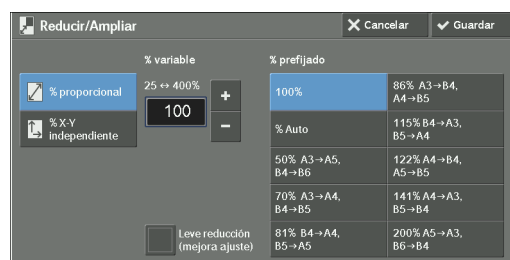 Reducir/Ampliar
Cancelar
Guardar
% variable
% prefijado
% proporcional
% X-Y
independiente
25 ↔ 400%
100
+
−
Leve reducción
(mejora ajuste)
100%
% Auto
50% A3→A5,
B4→B6
70% A3→A4,
B4→B5
81% B4→A4,
B5→A5
86% A3→B4,
A4→B5
115% B4→A3,
B5→A4
122% A4→B4,
A5→B5
141% A4→A3,
B5→B4
200% A5→A3,
B6→B4